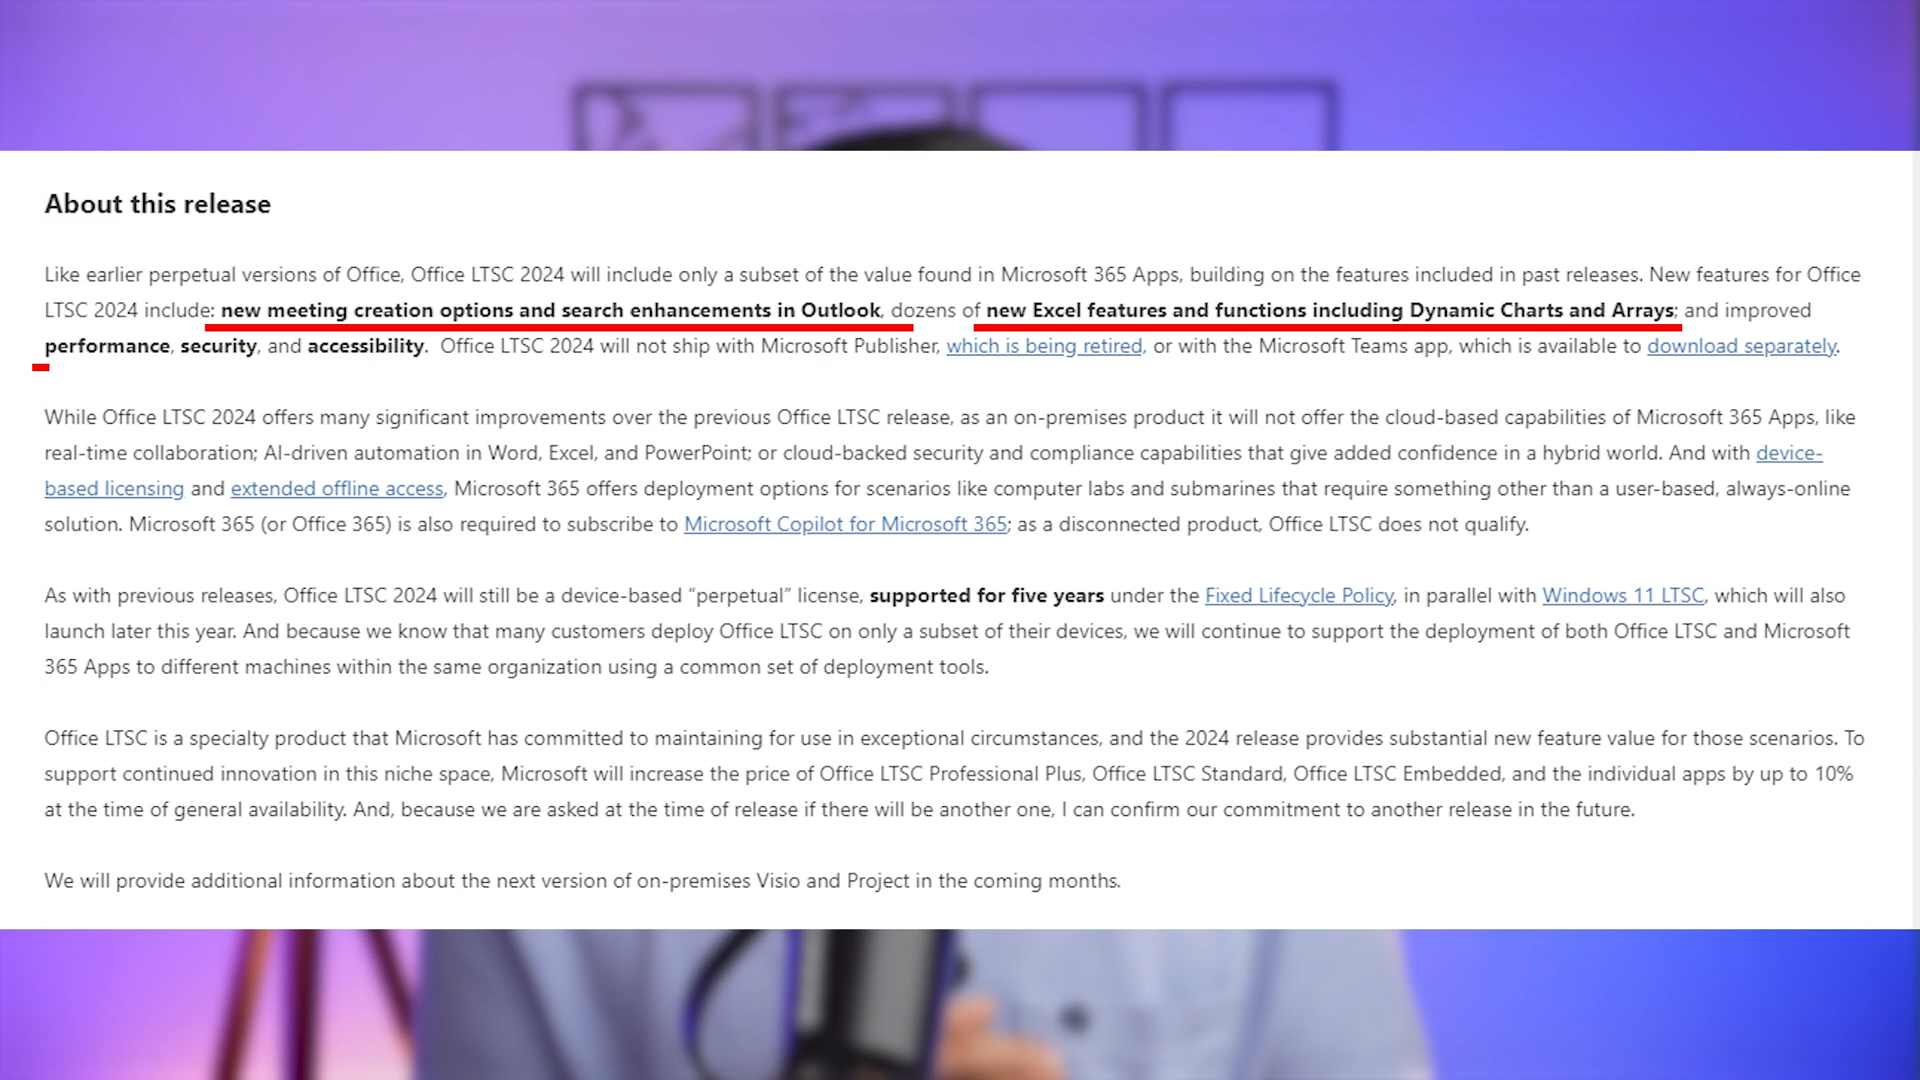 About this release
Like earlier perpetual versions of Office, Office LTSC 2024 will include only a subset of the value found in Microsoft 365 Apps, building on the features included in past releases. New features for Office
LTSC 2024 include: new meeting creation options and search enhancements in Outlook, dozens of new Excel features and functions including Dynamic Charts and Arrays; and improved
performance, security, and accessibility.  Office LTSC 2024 will not ship with Microsoft Publisher, which is being retired, or with the Microsoft Teams app, which is available to download separately.
While Office LTSC 2024 offers many significant improvements over the previous Office LTSC release, as an on-premises product it will not offer the cloud-based capabilities of Microsoft 365 Apps, like
real-time collaboration; AI-driven automation in Word, Excel, and PowerPoint; or cloud-backed security and compliance capabilities that give added confidence in a hybrid world. And with device-
based licensing and extended offline access, Microsoft 365 offers deployment options for scenarios like computer labs and submarines that require something other than a user-based, always-online
solution. Microsoft 365 (or Office 365) is also required to subscribe to Microsoft Copilot for Microsoft 365; as a disconnected product, Office LTSC does not qualify.
As with previous releases, Office LTSC 2024 will still be a device-based “perpetual” license, supported for five years under the Fixed Lifecycle Policy, in parallel with Windows 11 LTSC, which will also
launch later this year. And because we know that many customers deploy Office LTSC on only a subset of their devices, we will continue to support the deployment of both Office LTSC and Microsoft
365 Apps to different machines within the same organization using a common set of deployment tools.
Office LTSC is a specialty product that Microsoft has committed to maintaining for use in exceptional circumstances, and the 2024 release provides substantial new feature value for those scenarios. To
support continued innovation in this niche space, Microsoft will increase the price of Office LTSC Professional Plus, Office LTSC Standard, Office LTSC Embedded, and the individual apps by up to 10%
at the time of general availability. And, because we are asked at the time of release if there will be another one, I can confirm our commitment to another release in the future.
We will provide additional information about the next version of on-premises Visio and Project in the coming months.